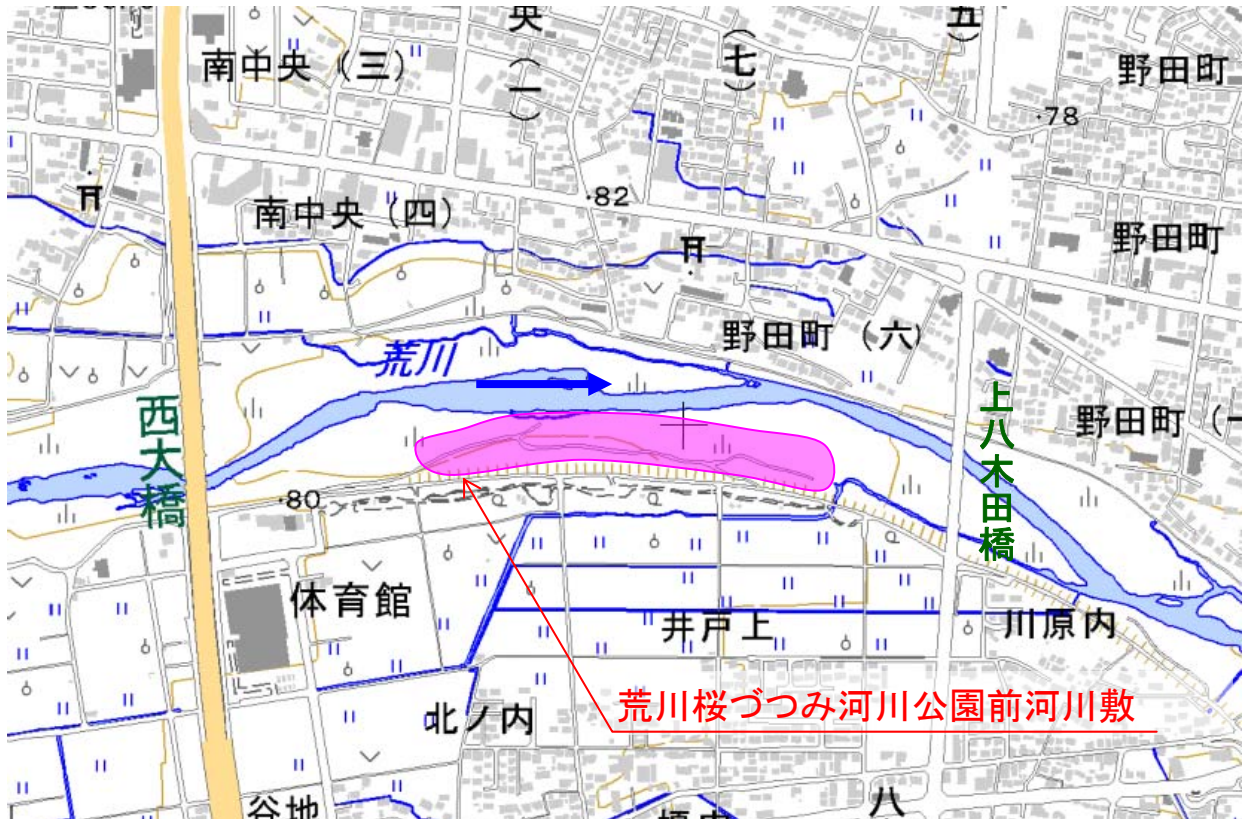 英(一)
(七)
五)
南中央(三)
野田町
・78
・82
南中央(四)
野田町
荒川
野田町(六)
西大橋
上八木田橋
野田町(一
・80
体育館
井戸上
川原内
荒川桜づつみ河川公園前河川敷
北ノ内
谷地
八